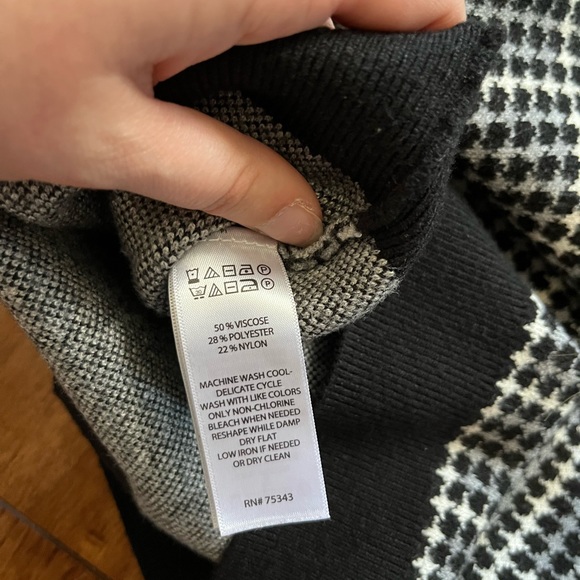 50 % VISCOSE
28 % POLYESTER
22 % NYLON
MACHINE WASH COOL-
DELICATE CYCLE
WASH WITH LIKE COLORS
ONLY NON-CHLORINE
BLEACH WHEN NEEDED
RESHAPE WHILE DAMP
DRY FLAT
LOW IRON IF NEEDED
OR DRY CLEAN
RN# 75343